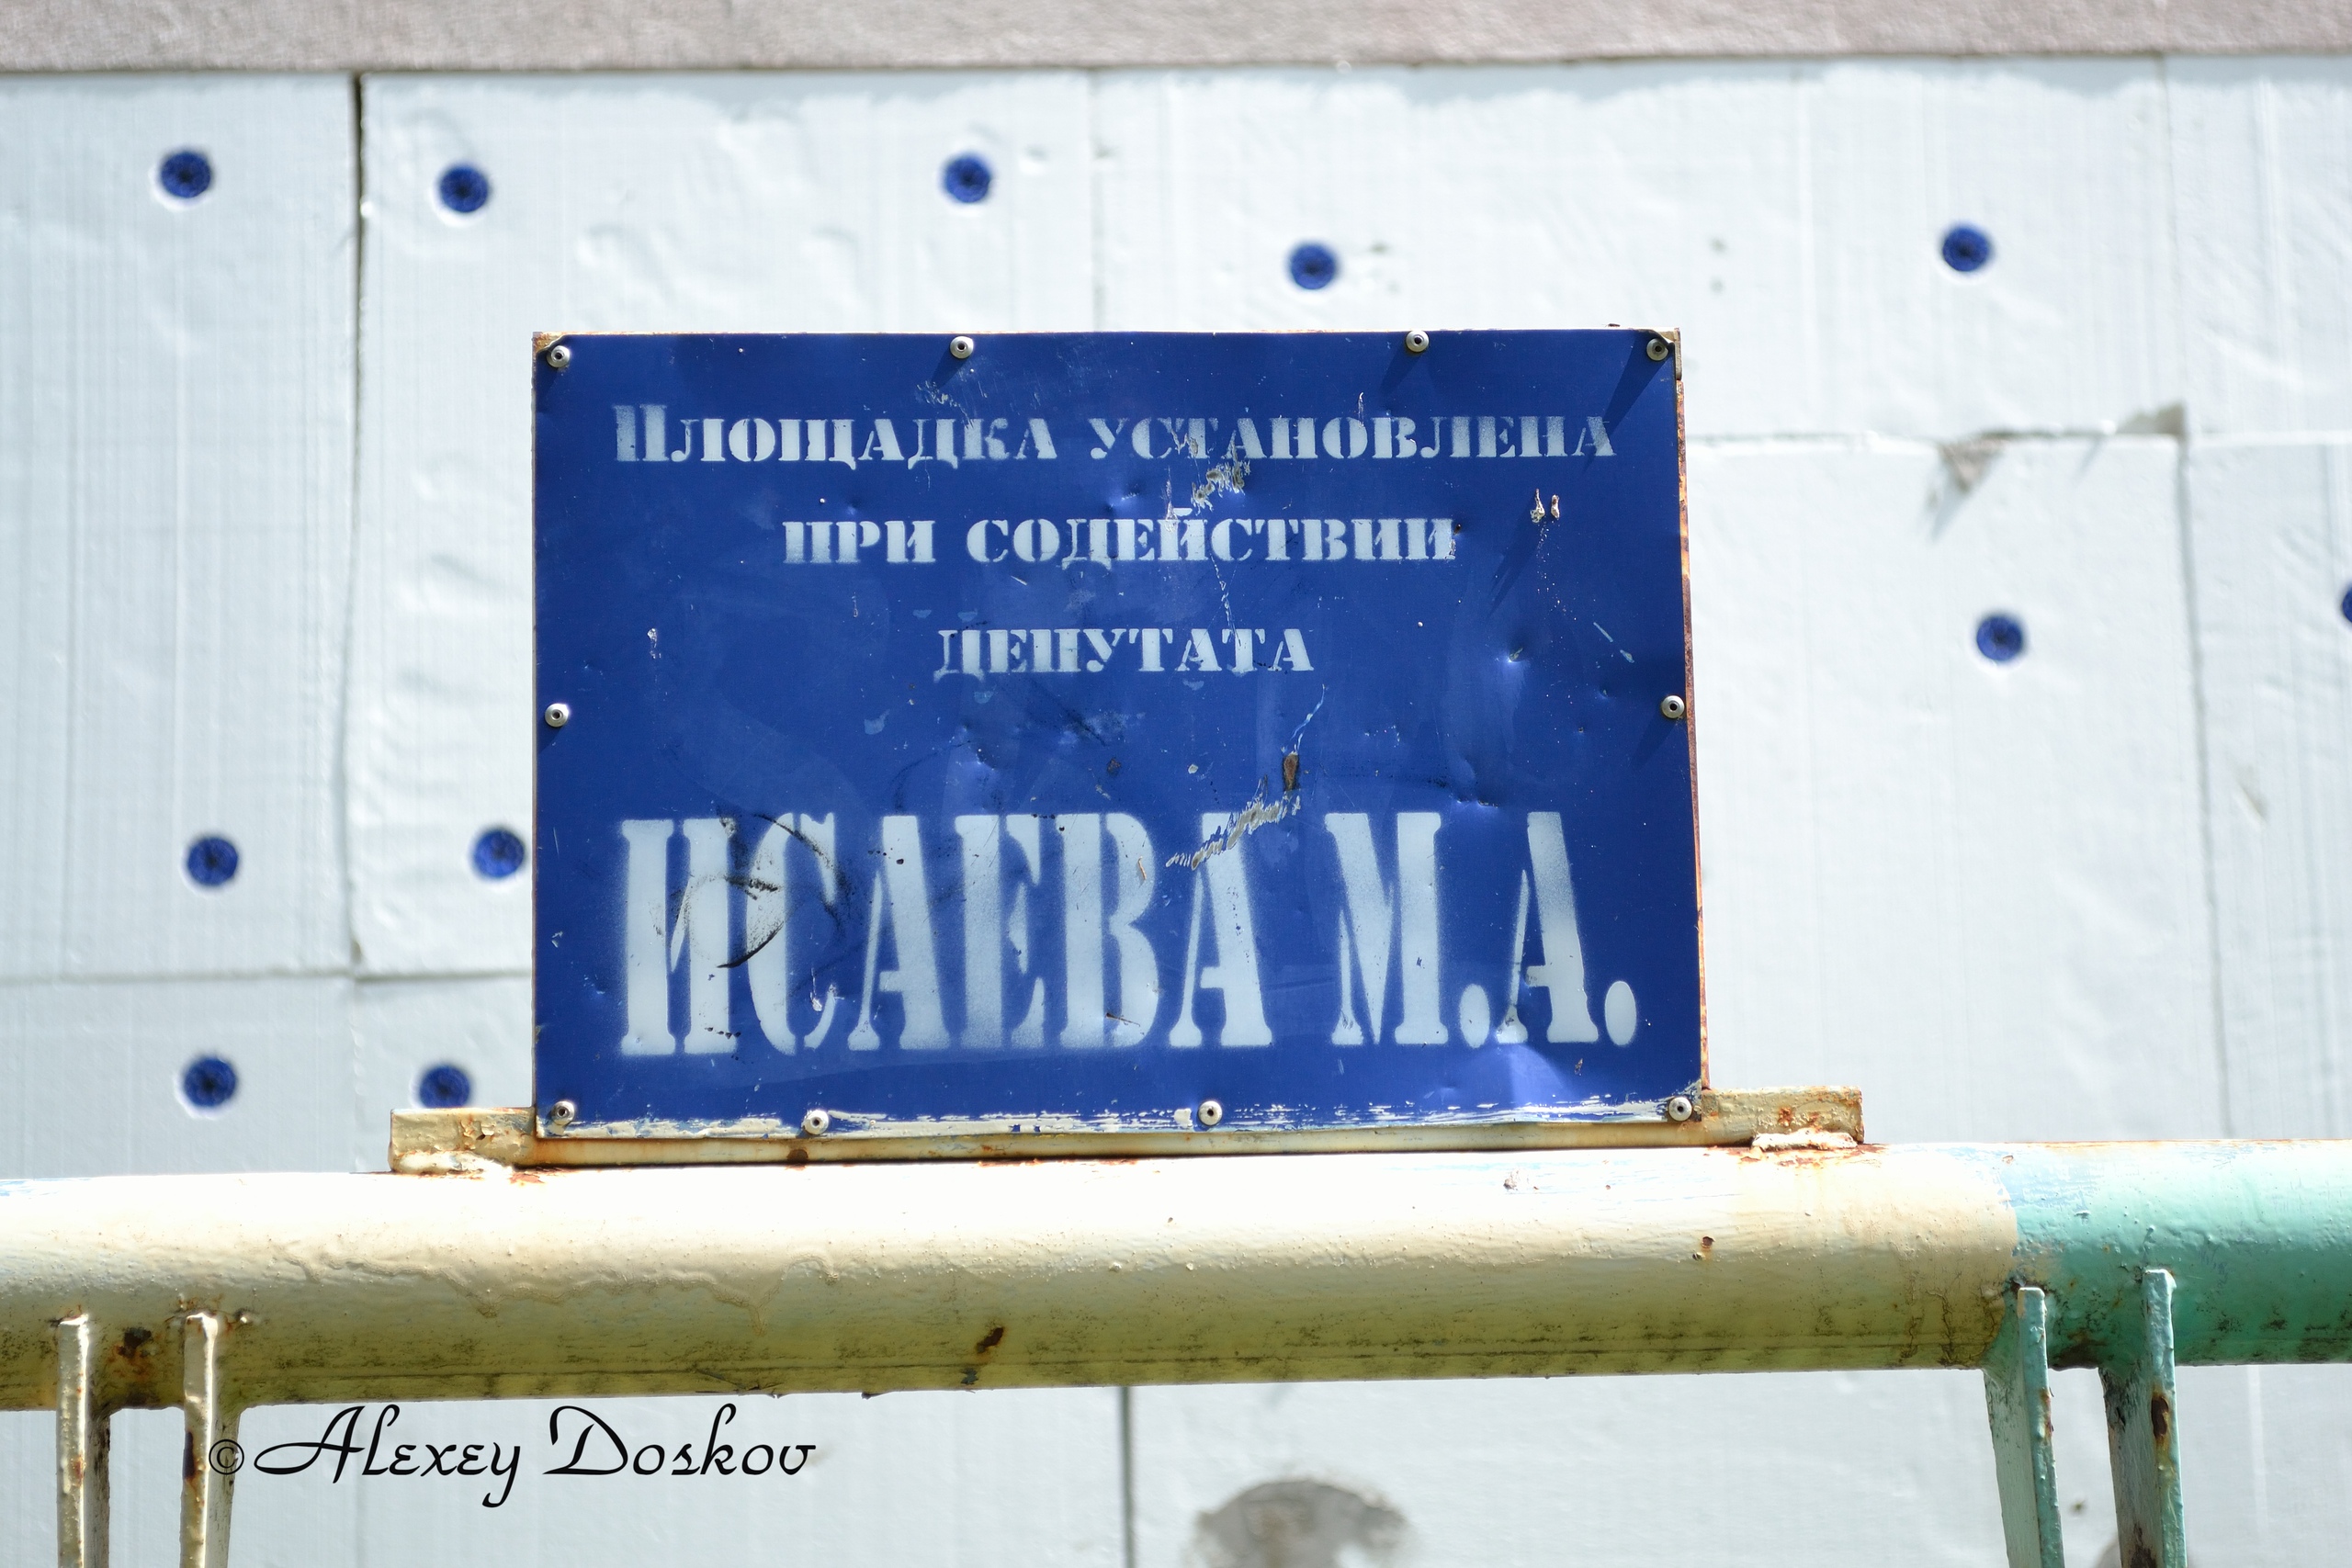 Площадка установлена
при содействии
депутата
ИСАЕВА М.А.
© Alexey Doskov